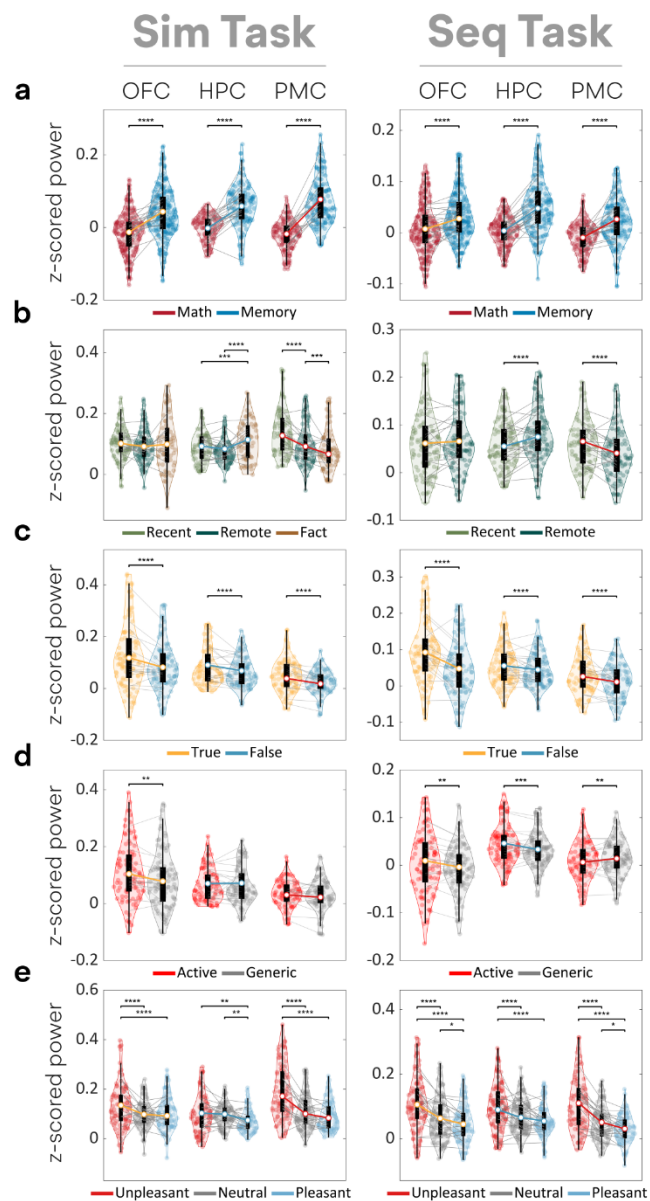 Sim Task Seq Task
OFC HPC PMC OFC HPC PMC
a
z-scored power
0.2
0
-0.2
**** **** ****
Math Memory
0.1
0
-0.1
**** **** ****
Math Memory
b
z-scored power
0.4
0.2
0
**** **** ***
***
Recent Remote Fact
0.3
0.2
0.1
0
-0.1
**** ****
Recent Remote
c
z-scored power
0.4
0.2
0
-0.2
**** **** ****
True False
0.3
0.2
0.1
0
-0.1
**** **** ****
True False
d
z-scored power
0.4
0.2
0
-0.2
**
Active Generic
0.2
0.1
0
-0.1
-0.2
** *** **
Active Generic
e
z-scored power
0.6
0.4
0.2
0
**** ** ****
**** ** ****
Unpleasant Neutral Pleasant
0.4
0.2
0
**** **** ****
**** **** ****
* *
Unpleasant Neutral Pleasant